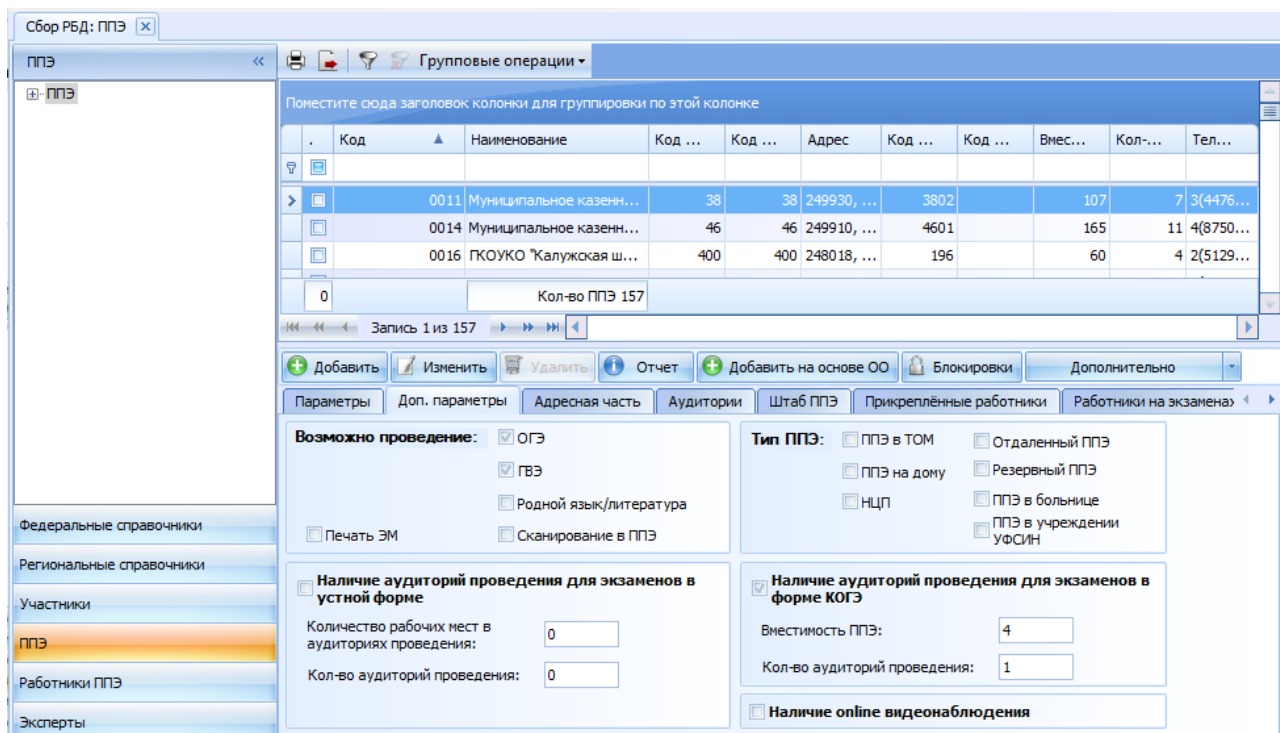 Сбор РБД: ППЭ
ППЭ
Групповые операции
ППЭ
Поместите сюда заголовок колонки для группировки по этой колонке
. Код Наименование Код ... Код ... Адрес Код ... Код ... Вмес... Кол-... Тел...
0011 Муниципальное казенн... 38 38 249930, ... 3802 107 7 3(4476...
0014 Муниципальное казенн... 46 46 249910, ... 4601 165 11 4(8750...
0016 ГКОУКО "Калужская ш... 400 400 248018, ... 196 60 4 2(5129...
0 Кол-во ППЭ 157
Запись 1 из 157
Добавить Изменить Удалить Отчет Добавить на основе ОО Блокировки Дополнительно
Параметры Доп. параметры Адресная часть Аудитории Штаб ППЭ Прикреплённые работники Работники на экзаменах
Возможно проведение: ОГЭ
ГВЭ
Родной язык/литература
Печать ЭМ Сканирование в ППЭ
Тип ППЭ: ППЭ в ТОМ Отдаленный ППЭ
ППЭ на дому Резервный ППЭ
НЦП ППЭ в больнице
ППЭ в учреждении
УФСИН
Наличие аудиторий проведения для экзаменов в
устной форме
Количество рабочих мест в
аудиториях проведения: 0
Кол-во аудиторий проведения: 0
Наличие аудиторий проведения для экзаменов в
форме КОГЭ
Вместимость ППЭ: 4
Кол-во аудиторий проведения: 1
Наличие online видеонаблюдения
Федеральные справочники
Региональные справочники
Участники
ППЭ
Работники ППЭ
Эксперты